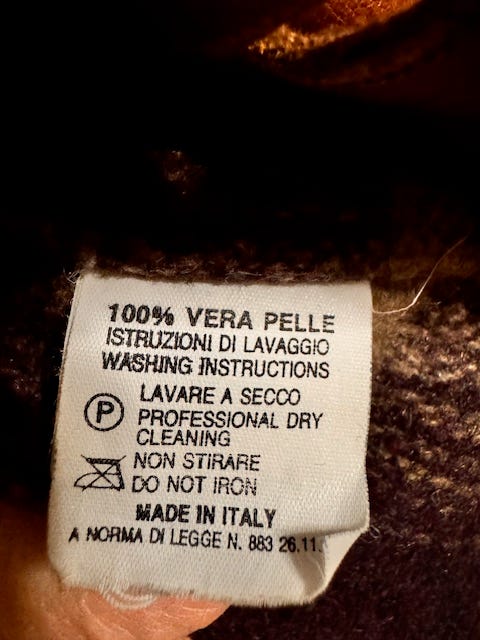 100% VERA PELLE
ISTRUZIONI DI LAVAGGIO
WASHING INSTRUCTIONS
P
LAVARE A SECCO
PROFESSIONAL DRY
CLEANING
NON STIRARE
DO NOT IRON
MADE IN ITALY
A NORMA DI LEGGE N. 883 26.11.